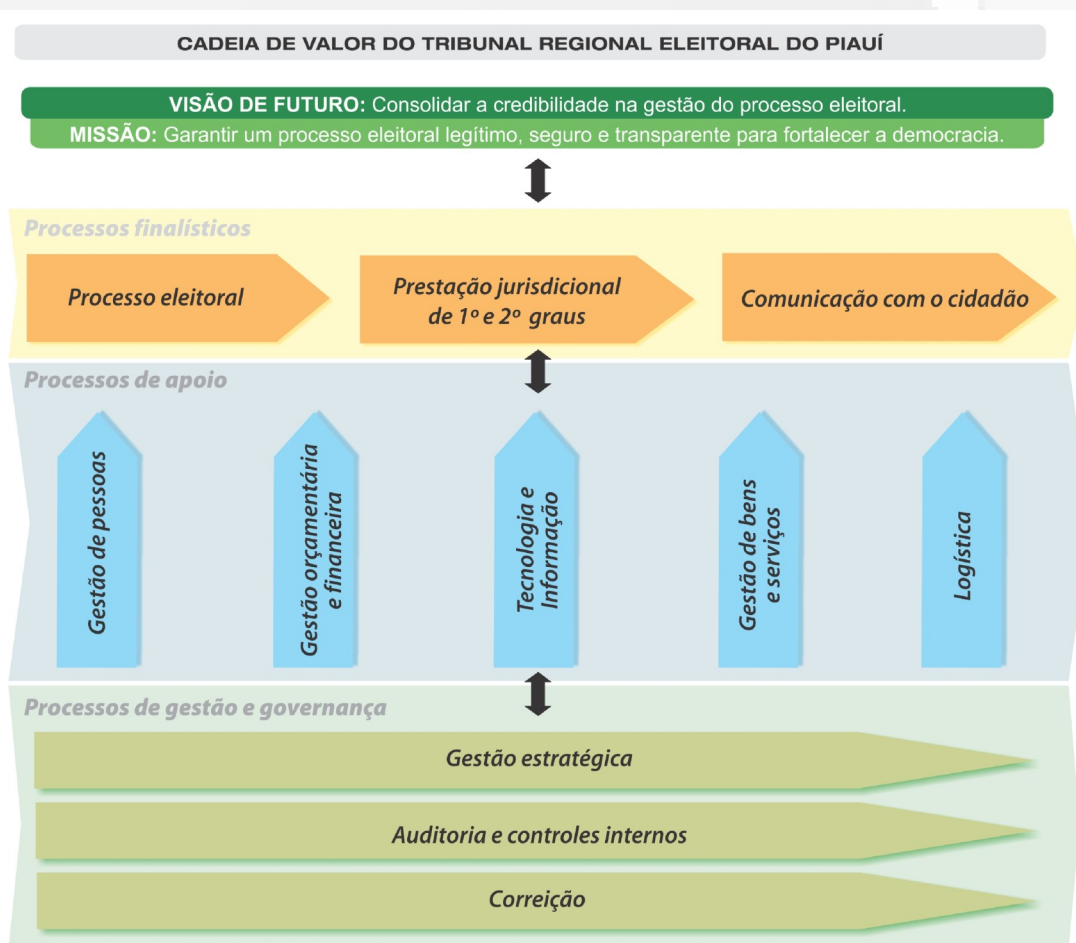 CADEIA DE VALOR DO TRIBUNAL REGIONAL ELEITORAL DO PIAUÍ
VISÃO DE FUTURO: Consolidar a credibilidade na gestão do processo eleitoral.
MISSÃO: Garantir um processo eleitoral legítimo, seguro e transparente para fortalecer a democracia.
Processos finalísticos
Processo eleitoral
Prestação jurisdicional
de 1º e 2º graus
Comunicação com o cidadão
Processos de apoio
Gestão de pessoas
Gestão orçamentária
e financeira
Tecnologia e
Informação
Gestão de bens
e serviços
Logística
Processos de gestão e governança
Gestão estratégica
Auditoria e controles internos
Correição